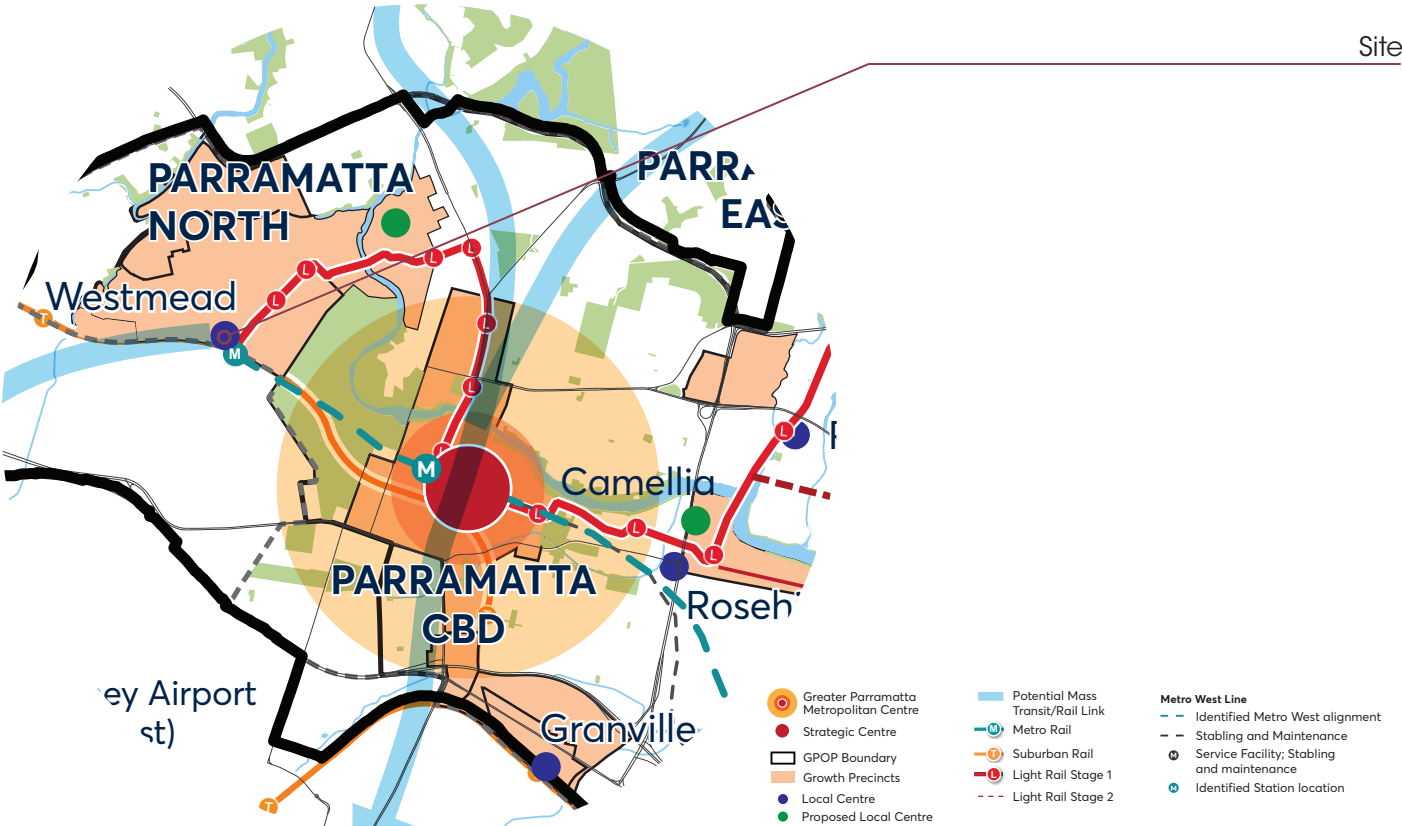 Site
PARRAMATTA
NORTH
PARRA
EAS
Westmead
T
L
L
L
L
L
M
L
L
L
M
L
Camellia
L
L
L
PARRAMATTA
CBD
Roseh
ey Airport
st)
Granville
T
Greater Parramatta
Metropolitan Centre
Strategic Centre
GPOP Boundary
Growth Precincts
Local Centre
Proposed Local Centre
Potential Mass
Transit/Rail Link
M Metro Rail
T Suburban Rail
L Light Rail Stage 1
Light Rail Stage 2
Metro West Line
Identified Metro West alignment
Stabling and Maintenance
M Service Facility; Stabling
and maintenance
M Identified Station location